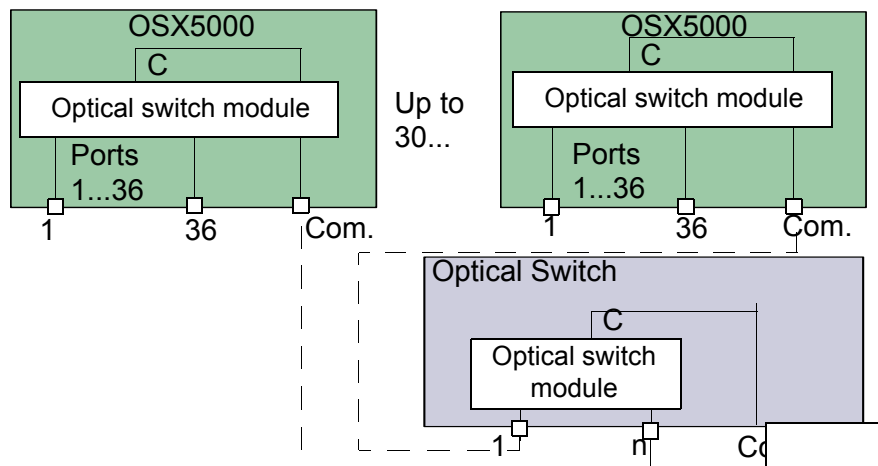 OSX5000
C
Optical switch module
Ports
1...36
1
36
Com.
Up to
30...
OSX5000
C
Optical switch module
Ports
1...36
1
36
Com.
Optical Switch
C
Optical switch
module
1
n